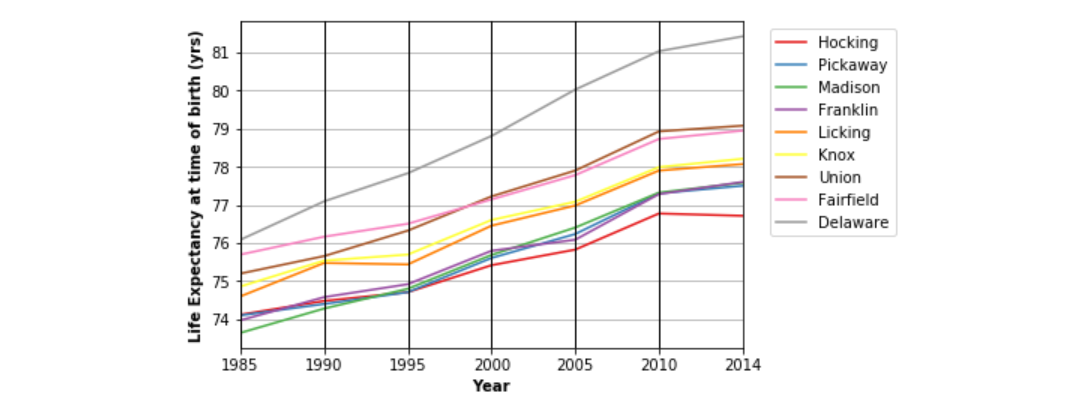 Life Expectancy at time of birth (yrs)
81
80
79
78
77
76
75
74
1985 1990 1995 2000 2005 2010 2014
Year
Hocking
Pickaway
Madison
Franklin
Licking
Knox
Union
Fairfield
Delaware